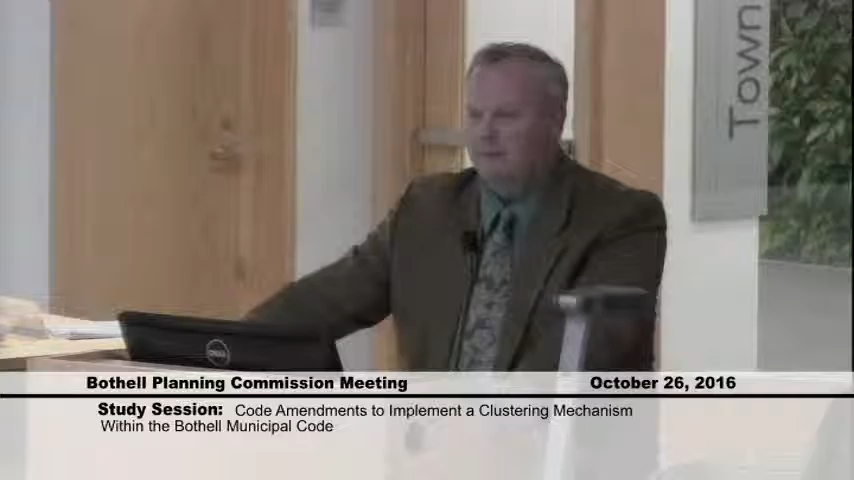 Town
DELL
Bothell Planning Commission Meeting October 26, 2016
Study Session: Code Amendments to Implement a Clustering Mechanism
Within the Bothell Municipal Code